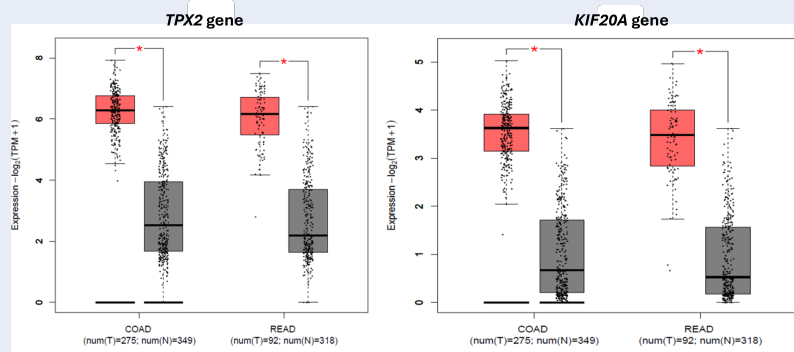 TPX2 gene
KIF20A gene
Expression − log₂(TPM + 1)
8
6
4
2
0
*
*
COAD
(num(T)=275; num(N)=349)
READ
(num(T)=92; num(N)=318)
Expression − log₂(TPM + 1)
5
4
3
2
1
0
*
*
COAD
(num(T)=275; num(N)=349)
READ
(num(T)=92; num(N)=318)